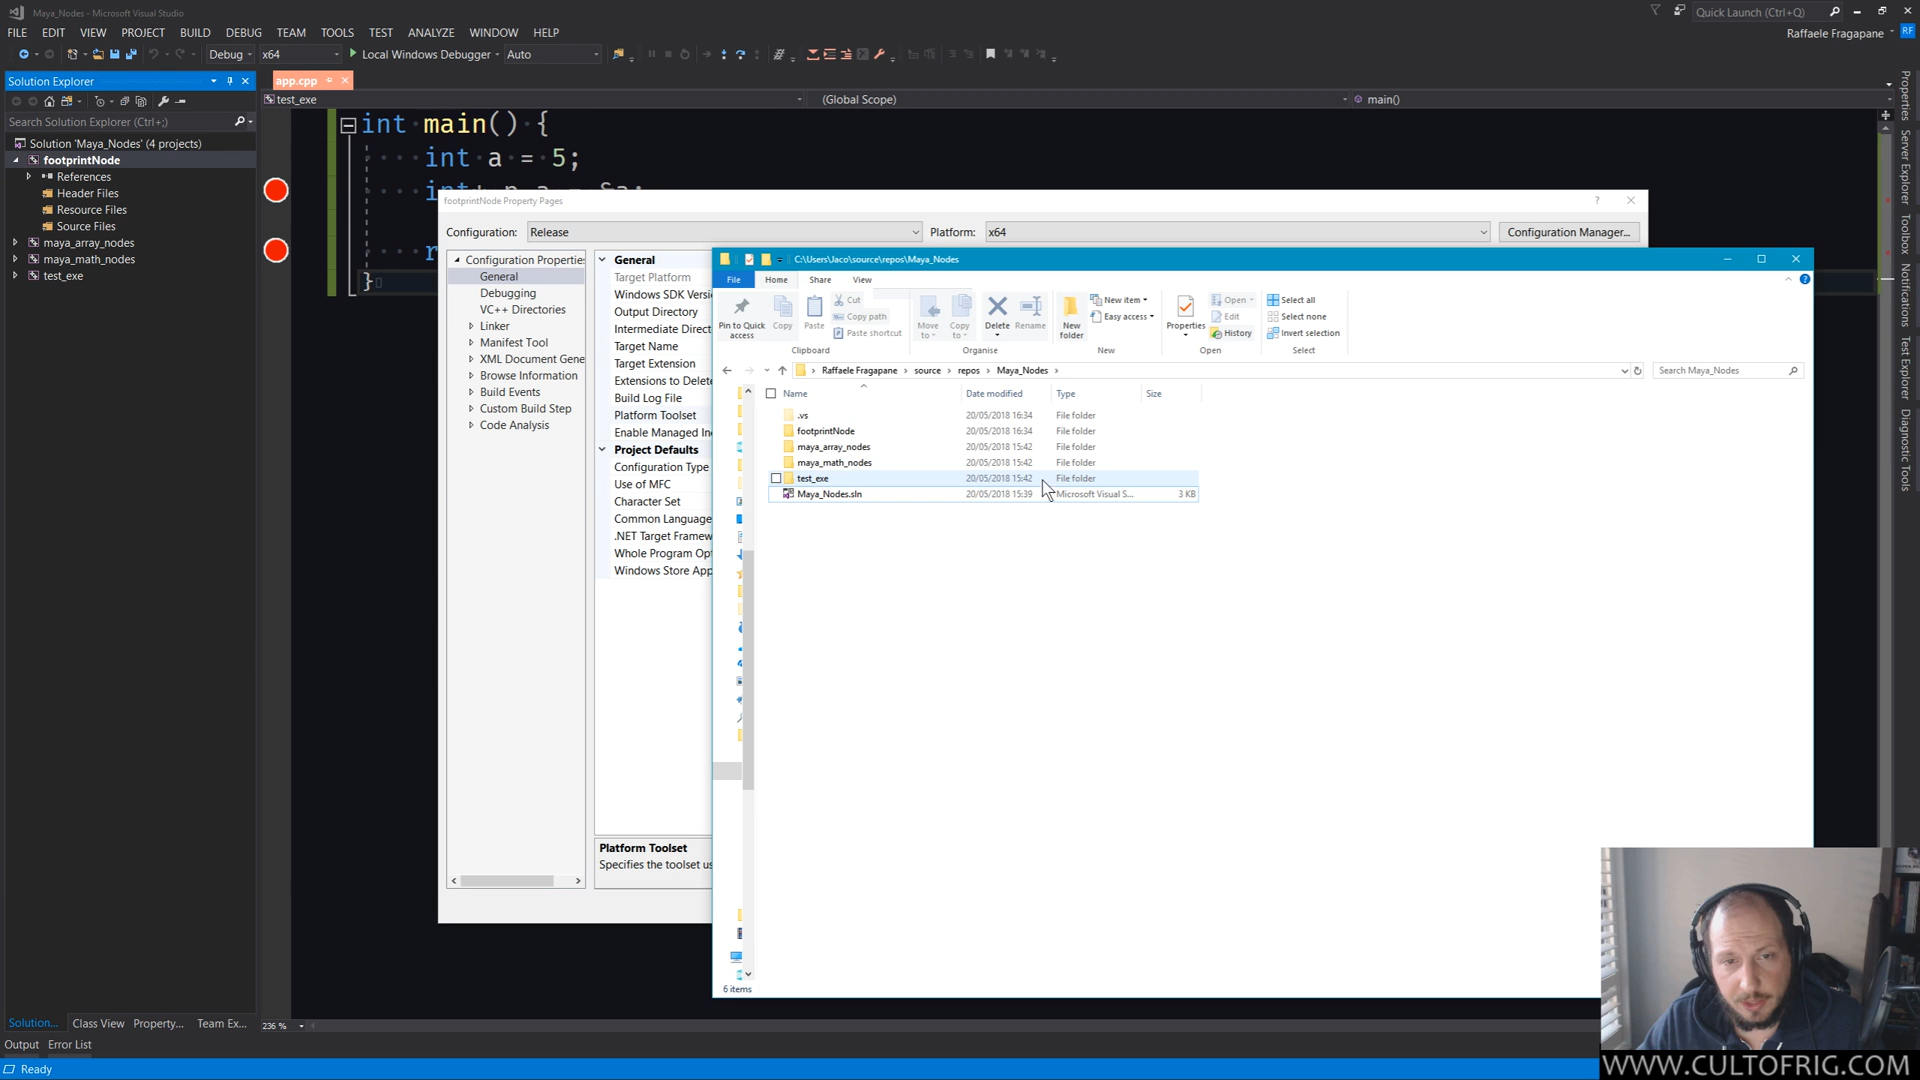 Maya_Nodes - Microsoft Visual Studio
Quick Launch (Ctrl+Q)
FILE EDIT VIEW PROJECT BUILD DEBUG TEAM TOOLS TEST ANALYZE WINDOW HELP
Raffaele Fragapane RF
Debug x64 Local Windows Debugger Auto
Solution Explorer
app.cpp
test_exe (Global Scope) main()
Search Solution Explorer (Ctrl+;)
Solution 'Maya_Nodes' (4 projects)
footprintNode
References
Header Files
Resource Files
Source Files
maya_array_nodes
maya_math_nodes
test_exe
int main() {
int a = 5;
}
footprintNode Property Pages
Configuration: Release Platform: x64 Configuration Manager...
Configuration Propertie
General
Debugging
VC++ Directories
Linker
Manifest Tool
XML Document Gene
Browse Information
Build Events
Custom Build Step
Code Analysis
General
Target Platform
Windows SDK Versi
Output Directory
Intermediate Direct
Target Name
Target Extension
Extensions to Delete
Build Log File
Platform Toolset
Enable Managed In
Project Defaults
Configuration Type
Use of MFC
Character Set
Common Language
.NET Target Framew
Whole Program Opt
Windows Store App
Platform Toolset
Specifies the toolset us
C:\Users\Jaco\source\repos\Maya_Nodes
File Home Share View
Pin to Quick access
Copy
Paste
Cut
Copy path
Paste shortcut
Clipboard
Move to
Copy to
Delete
Rename
Organise
New folder
New item
Easy access
New
Properties
Open
Edit
History
Open
Select all
Select none
Invert selection
Select
Raffaele Fragapane source repos Maya_Nodes
Search Maya_Nodes
Name Date modified Type Size
.vs 20/05/2018 16:34 File folder
footprintNode 20/05/2018 16:34 File folder
maya_array_nodes 20/05/2018 15:42 File folder
maya_math_nodes 20/05/2018 15:42 File folder
test_exe 20/05/2018 15:42 File folder
Maya_Nodes.sln 20/05/2018 15:39 Microsoft Visual S... 3 KB
6 items
Properties
Server Explorer
Toolbox
Notifications
Test Explorer
Diagnostic Tools
Solution... Class View Property... Team Ex...
236 %
Output Error List
Ready
WWW.CULTOFRIG.COM